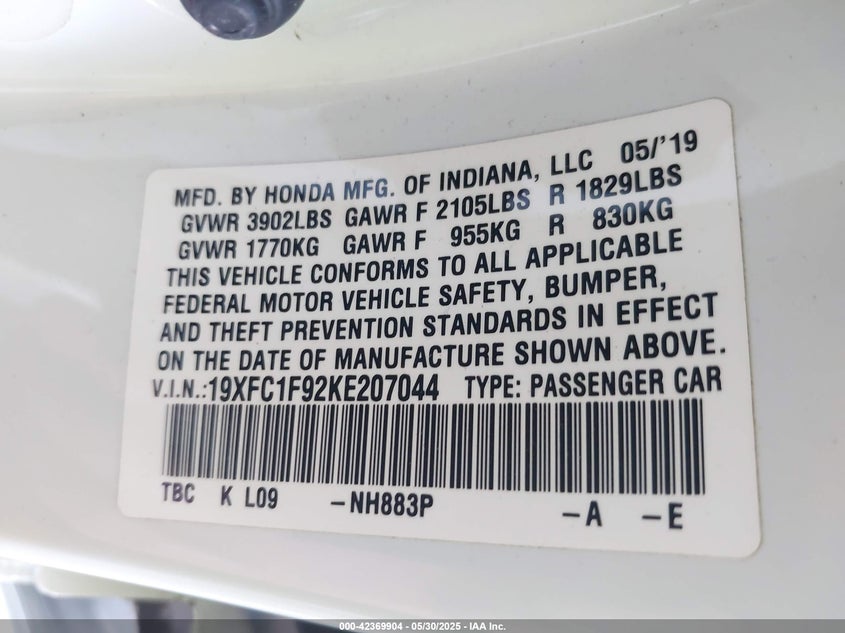 MFD. BY HONDA MFG. OF INDIANA, LLC 05/'19
GVWR 3902LBS GAWR F 2105LBS R 1829LBS
GVWR 1770KG GAWR F 955KG R 830KG
THIS VEHICLE CONFORMS TO ALL APPLICABLE
FEDERAL MOTOR VEHICLE SAFETY, BUMPER,
AND THEFT PREVENTION STANDARDS IN EFFECT
ON THE DATE OF MANUFACTURE SHOWN ABOVE.
V.I.N.:19XFC1F92KE207044 TYPE: PASSENGER CAR
TBC K L09 -NH883P -A -E
000-42369904 - 05/30/2025 - IAA Inc.